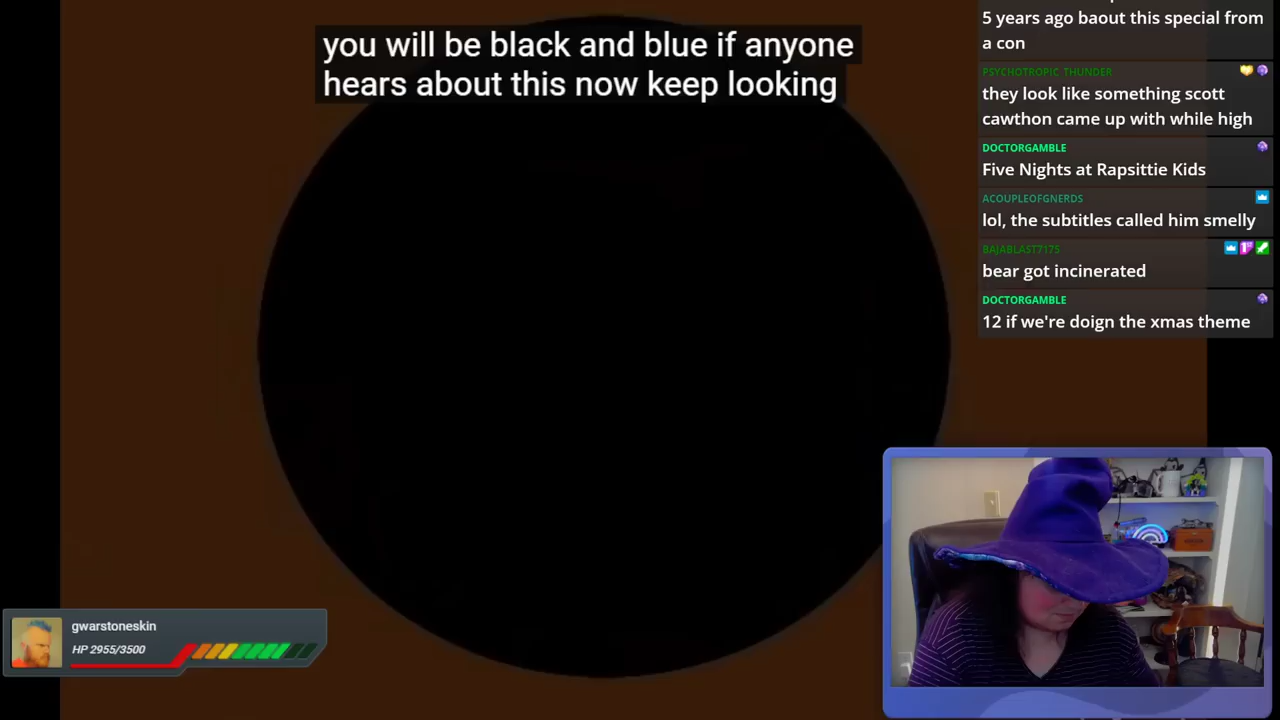 you will be black and blue if anyone
hears about this now keep looking
5 years ago baout this special from
a con
PSYCHOTROPIC_THUNDER
they look like something scott
cawthon came up with while high
DOCTORGAMBLE
Five Nights at Rapsittie Kids
ACOUPLEOFGNERDS
lol, the subtitles called him smelly
BAJABLAST7175
bear got incinerated
DOCTORGAMBLE
12 if we're doign the xmas theme
gwarstoneskin
HP 2955/3500